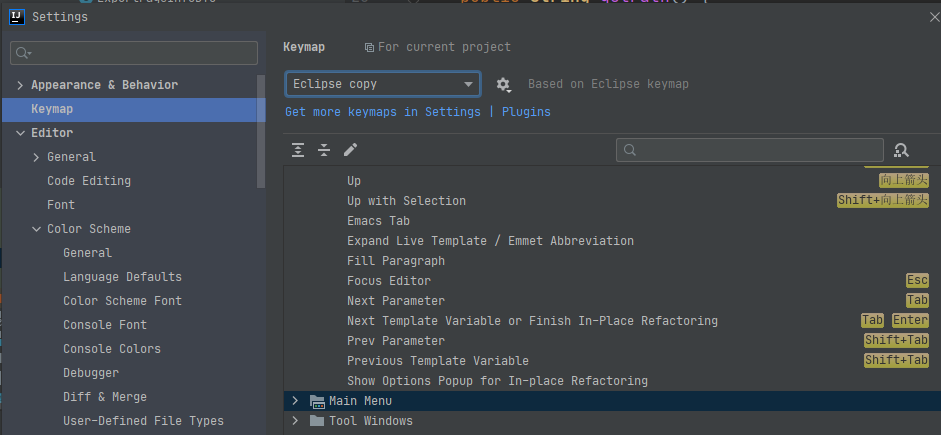 Settings
Appearance & Behavior
Keymap
Editor
General
Code Editing
Font
Color Scheme
General
Language Defaults
Color Scheme Font
Console Font
Console Colors
Debugger
Diff & Merge
User-Defined File Types
Keymap For current project
Eclipse copy Based on Eclipse keymap
Get more keymaps in Settings | Plugins
Up 向上箭头
Up with Selection Shift+向上箭头
Emacs Tab
Expand Live Template / Emmet Abbreviation
Fill Paragraph
Focus Editor Esc
Next Parameter Tab
Next Template Variable or Finish In-Place Refactoring Tab Enter
Prev Parameter Shift+Tab
Previous Template Variable Shift+Tab
Show Options Popup for In-place Refactoring
Main Menu
Tool Windows